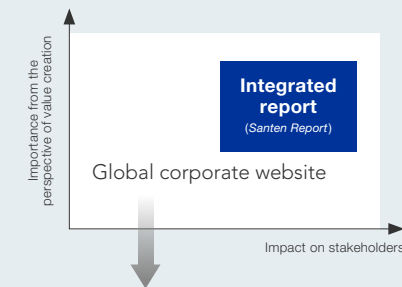 Importance from the
perspective of value creation
Integrated
report
(Santen Report)
Global corporate website
Impact on stakeholders